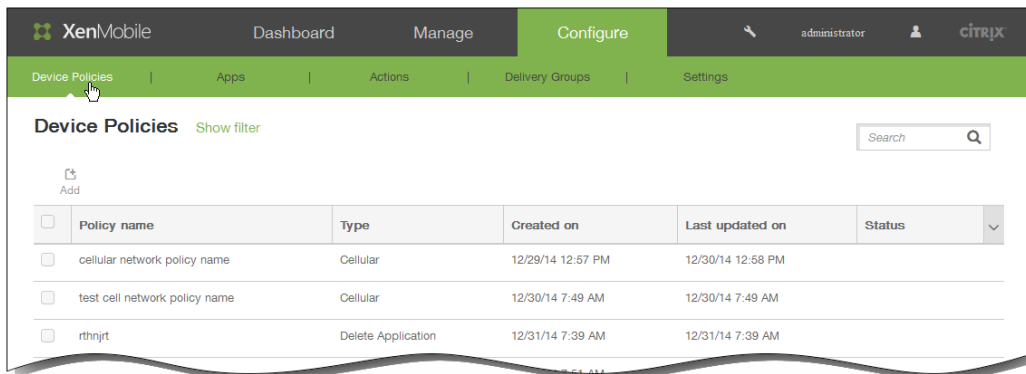 XenMobile Dashboard Manage Configure administrator CITRIX
Device Policies | Apps | Actions | Delivery Groups | Settings
Device Policies Show filter
Search
Add
Policy name Type Created on Last updated on Status
cellular network policy name Cellular 12/29/14 12:57 PM 12/30/14 12:58 PM
test cell network policy name Cellular 12/30/14 7:49 AM 12/30/14 7:49 AM
rthnjrt Delete Application 12/31/14 7:39 AM 12/31/14 7:39 AM
7:51 AM